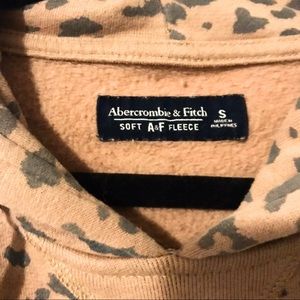 Abercrombie & Fitch
SOFT A&F FLEECE
S
MADE IN
PHILIPPINES